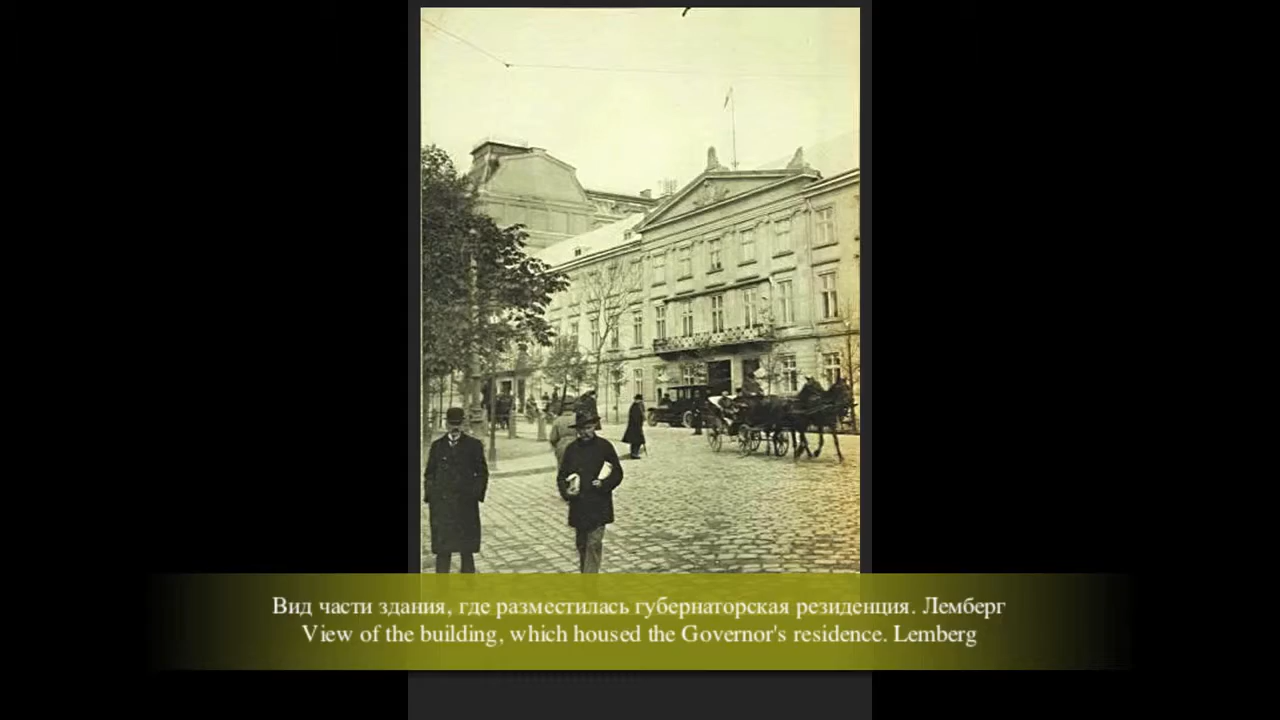 Вид части здания, где разместилась губернаторская резиденция. Лемберг
View of the building, which housed the Governor's residence. Lemberg